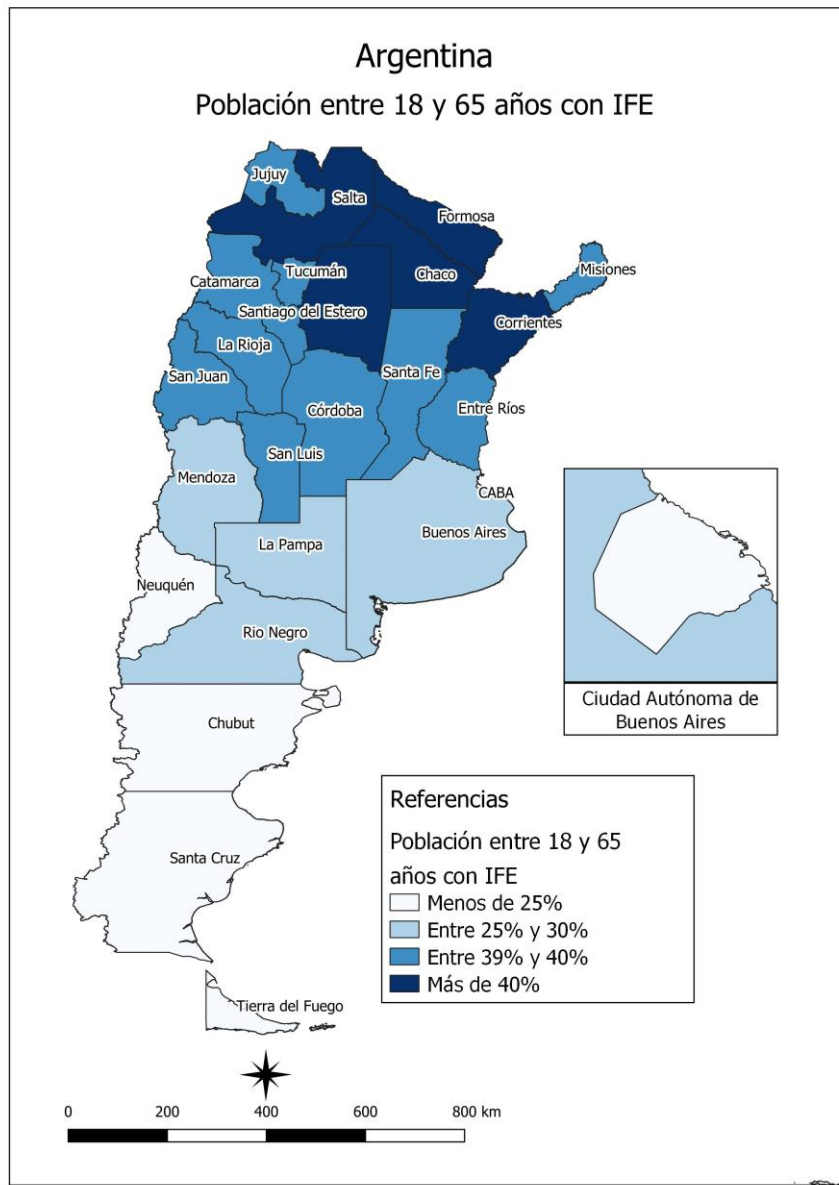 Argentina
Población entre 18 y 65 años con IFE
Jujuy
Salta
Formosa
Misiones
Tucumán
Chaco
Catamarca
Santiago del Estero
Corrientes
La Rioja
Santa Fe
San Juan
Córdoba
Entre Ríos
San Luis
Mendoza
CABA
Buenos Aires
La Pampa
Neuquén
Rio Negro
Ciudad Autónoma de
Buenos Aires
Chubut
Santa Cruz
Tierra del Fuego
Referencias
Población entre 18 y 65
años con IFE
Menos de 25%
Entre 25% y 30%
Entre 39% y 40%
Más de 40%
0 200 400 800 km